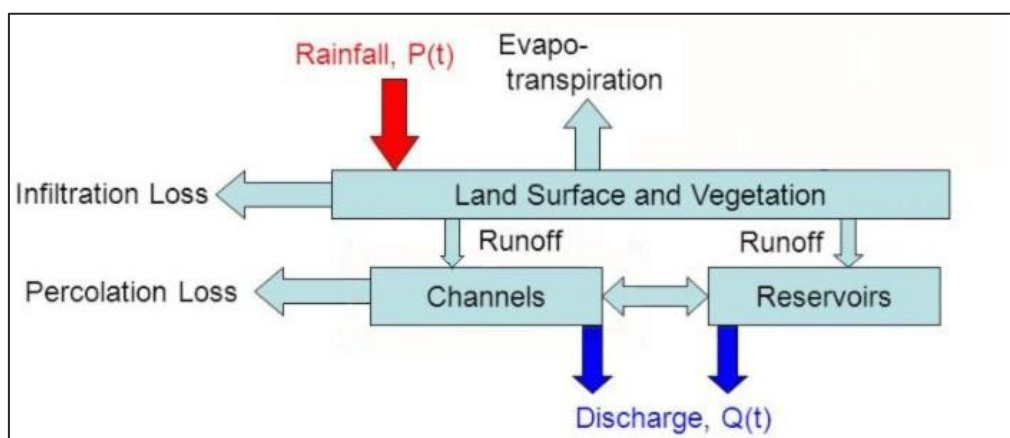 Rainfall, P(t)
Evapo-
transpiration
Infiltration Loss
Land Surface and Vegetation
Runoff
Runoff
Percolation Loss
Channels
Reservoirs
Discharge, Q(t)